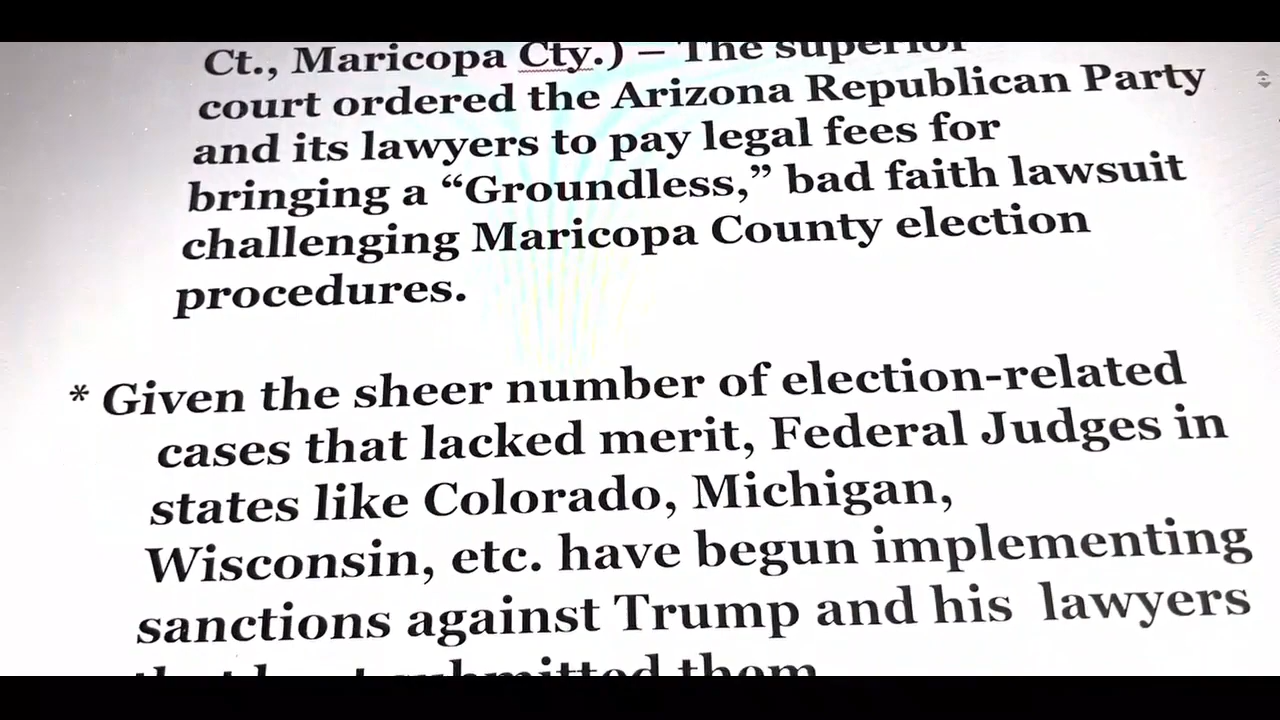 Ct., Maricopa Cty.) – The superior
court ordered the Arizona Republican Party
and its lawyers to pay legal fees for
bringing a “Groundless,” bad faith lawsuit
challenging Maricopa County election
procedures.
* Given the sheer number of election-related
cases that lacked merit, Federal Judges in
states like Colorado, Michigan,
Wisconsin, etc. have begun implementing
sanctions against Trump and his lawyers
submitted them